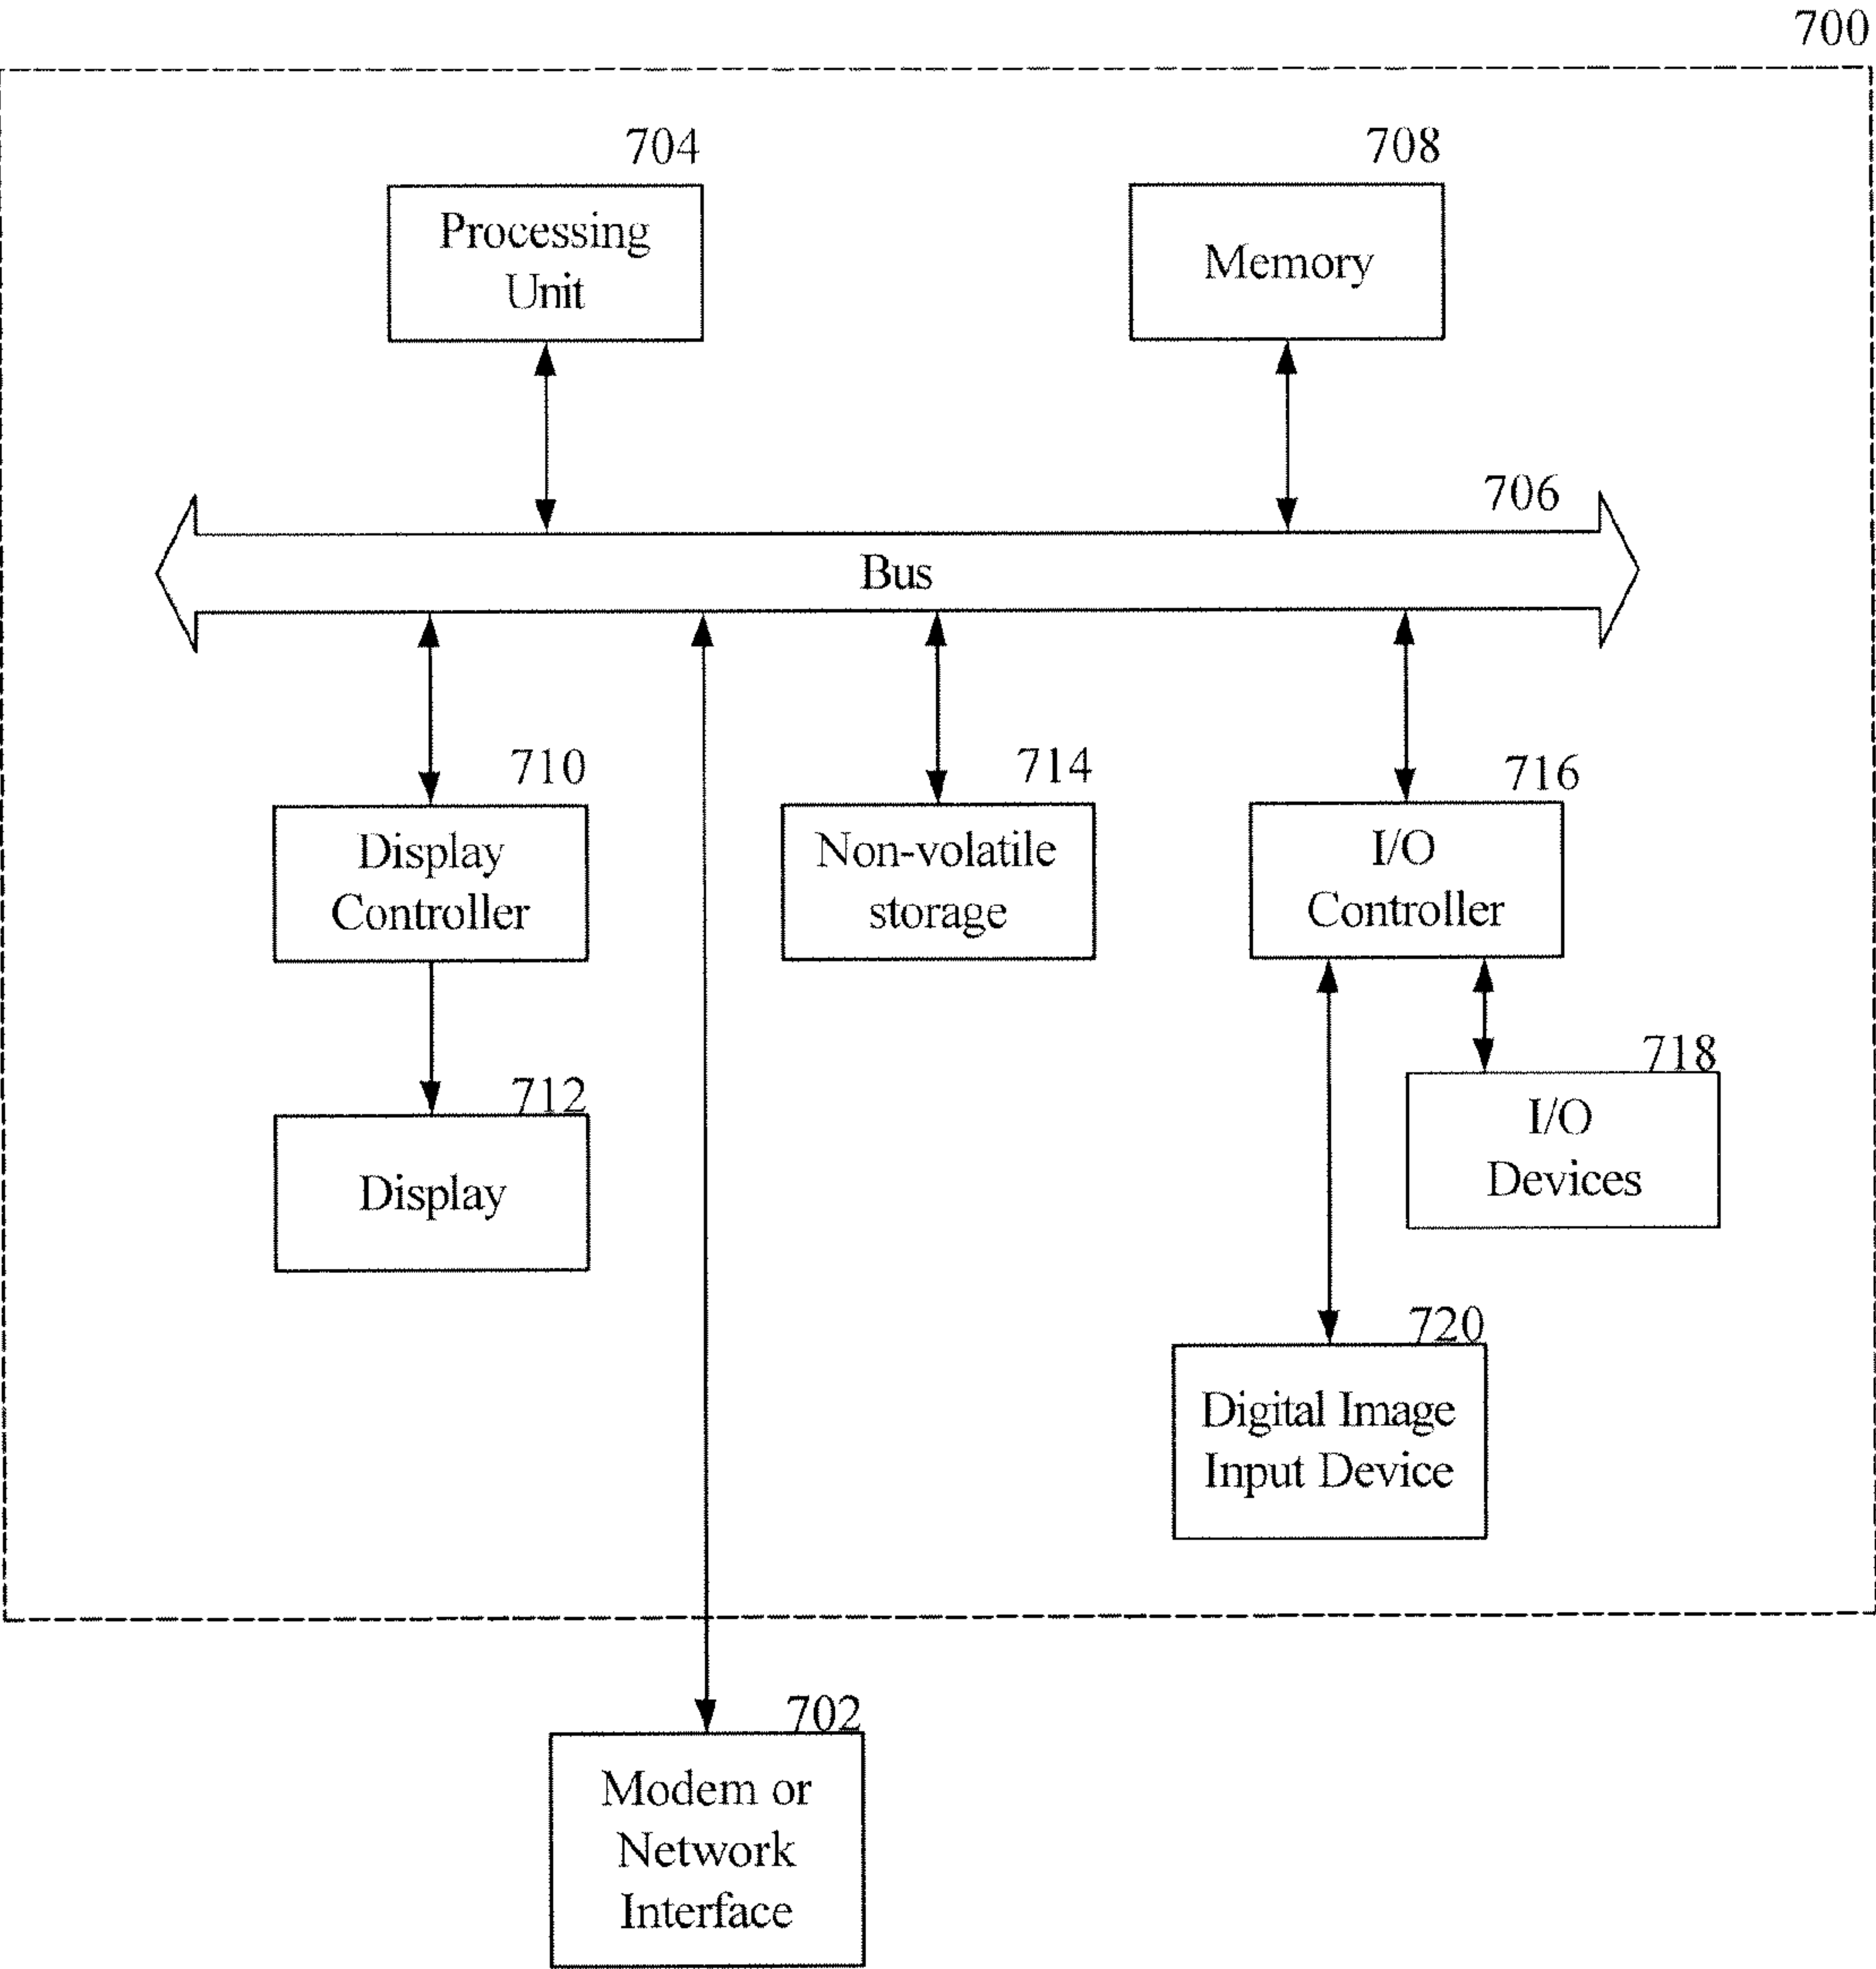 700
704
Processing
Unit
708
Memory
706
Bus
710
Display
Controller
714
Non-volatile
storage
716
I/O
Controller
712
Display
718
I/O
Devices
720
Digital Image
Input Device
702
Modem or
Network
Interface